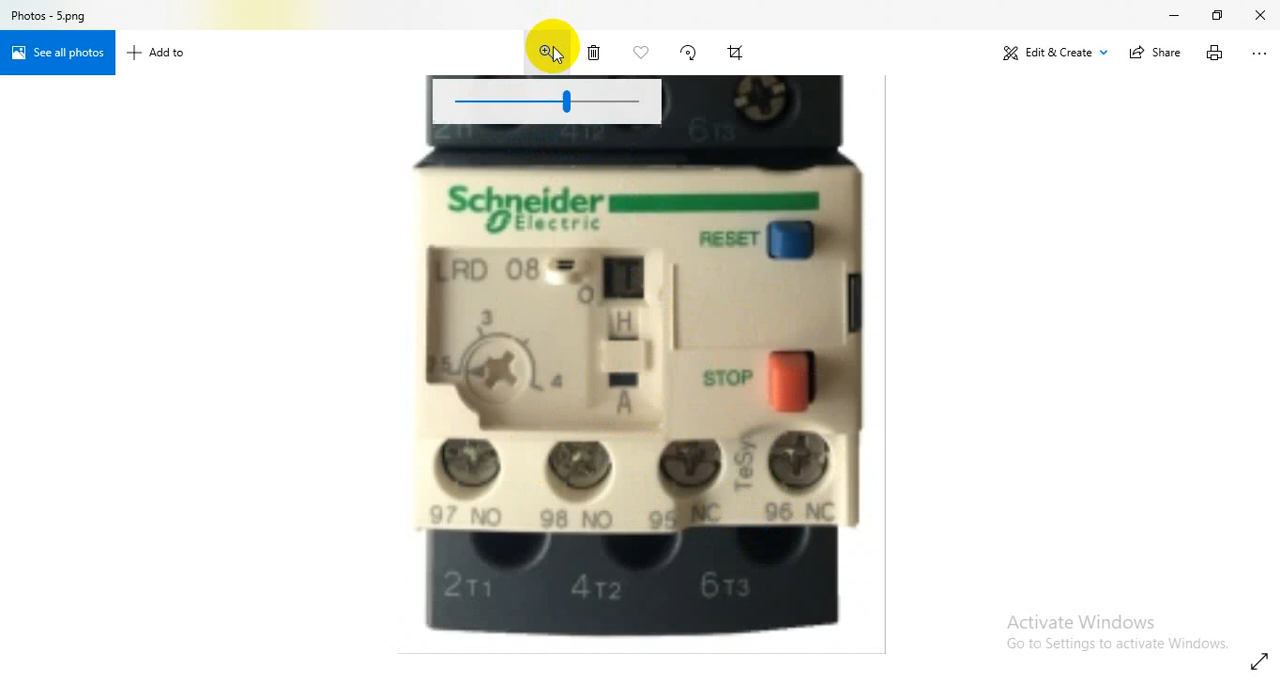 Photos - 5.png
See all photos
Add to
Edit & Create
Share
2T1 4T2 6T3
Schneider
Electric
RESET
LRD 08
T
O
H
3
4
A
STOP
TeSys
97 NO 98 NO 95 NC 96 NC
2T1 4T2 6T3
Activate Windows
Go to Settings to activate Windows.